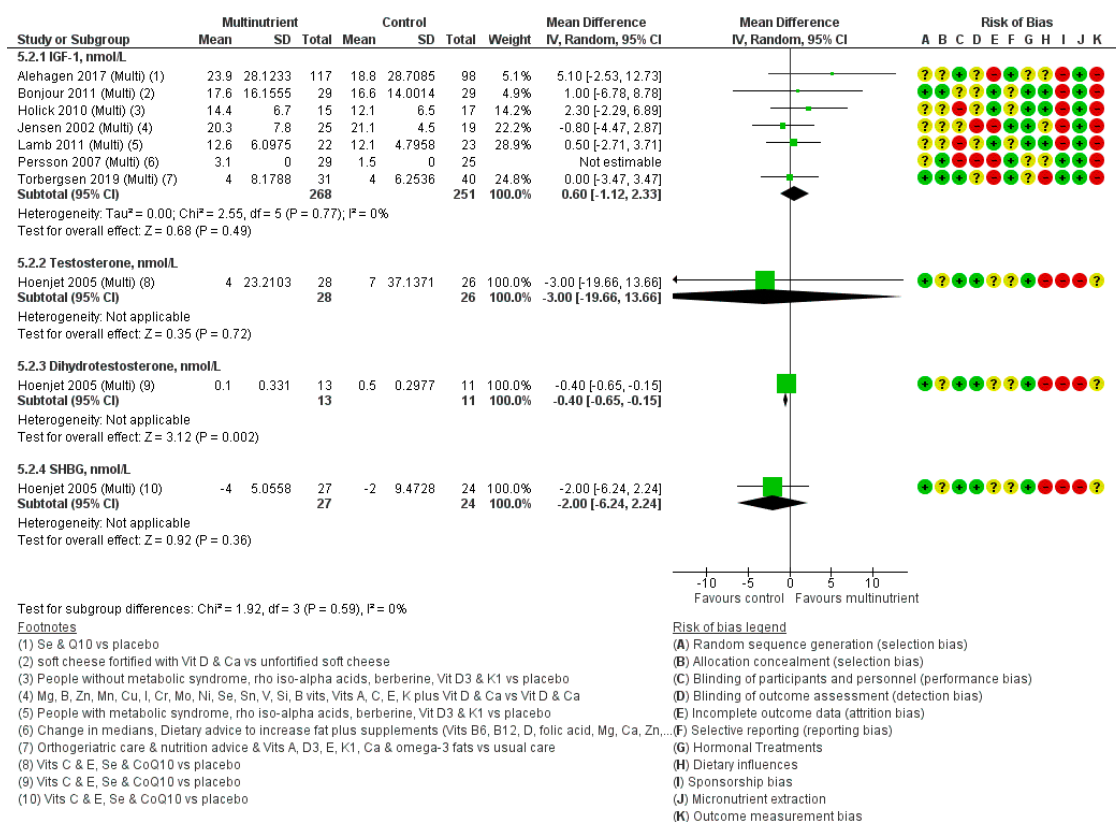 Multinutrient Control Mean Difference Mean Difference Risk of Bias
Study or Subgroup Mean SD Total Mean SD Total Weight IV, Random, 95% CI IV, Random, 95% CI A B C D E F G H I J K
5.2.1 IGF-1, nmol/L
Alehagen 2017 (Multi) (1) 23.9 28.1233 117 18.8 28.7085 98 5.1% 5.10 [-2.53, 12.73] ? ? + ? - + ? ? - + -
Bonjour 2011 (Multi) (2) 17.6 16.1555 29 16.6 14.0014 29 4.9% 1.00 [-6.78, 8.78]
Holick 2010 (Multi) (3) 14.4 6.7 15 12.1 6.5 17 14.2% 2.30 [-2.29, 6.89]
Jensen 2002 (Multi) (4) 20.3 7.8 25 21.1 4.5 19 22.2% -0.80 [-4.47, 2.87]
Lamb 2011 (Multi) (5) 12.6 6.0975 22 12.1 4.7958 23 28.9% 0.50 [-2.71, 3.71]
Persson 2007 (Multi) (6) 3.1 0 29 1.5 0 25 Not estimable
Torbergsen 2019 (Multi) (7) 4 8.1788 31 4 6.2536 40 24.8% 0.00 [-3.47, 3.47]
Subtotal (95% CI) 268 251 100.0% 0.60 [-1.12, 2.33]
Heterogeneity: Tau² = 0.00; Chi² = 2.55, df = 5 (P = 0.77); I² = 0%
Test for overall effect: Z = 0.68 (P = 0.49)
5.2.2 Testosterone, nmol/L
Hoenjet 2005 (Multi) (8) 4 23.2103 28 7 37.1371 26 100.0% -3.00 [-19.66, 13.66] + ? + + ? ? + - - - ?
Subtotal (95% CI) 28 26 100.0% -3.00 [-19.66, 13.66]
Heterogeneity: Not applicable
Test for overall effect: Z = 0.35 (P = 0.72)
5.2.3 Dihydrotestosterone, nmol/L
Hoenjet 2005 (Multi) (9) 0.1 0.331 13 0.5 0.2977 11 100.0% -0.40 [-0.65, -0.15] + ? + + ? ? + - - - ?
Subtotal (95% CI) 13 11 100.0% -0.40 [-0.65, -0.15]
Heterogeneity: Not applicable
Test for overall effect: Z = 3.12 (P = 0.002)
5.2.4 SHBG, nmol/L
Hoenjet 2005 (Multi) (10) -4 5.0558 27 -2 9.4728 24 100.0% -2.00 [-6.24, 2.24] + ? + + ? ? + - - - ?
Subtotal (95% CI) 27 24 100.0% -2.00 [-6.24, 2.24]
Heterogeneity: Not applicable
Test for overall effect: Z = 0.92 (P = 0.36)
-10 -5 0 5 10
Favours control Favours multinutrient
Test for subgroup differences: Chi² = 1.92, df = 3 (P = 0.59), I² = 0%
Footnotes
(1) Se & Q10 vs placebo
(2) soft cheese fortified with Vit D & Ca vs unfortified soft cheese
(3) People without metabolic syndrome, rho iso-alpha acids, berberine, Vit D3 & K1 vs placebo
(4) Mg, B, Zn, Mn, Cu, I, Cr, Mo, Ni, Se, Sn, V, Si, B vits, Vits A, C, E, K plus Vit D & Ca vs Vit D & Ca
(5) People with metabolic syndrome, rho iso-alpha acids, berberine, Vit D3 & K1 vs placebo
(6) Change in medians, Dietary advice to increase fat plus supplements (Vits B6, B12, D, folic acid, Mg, Ca, Zn,...
(7) Orthogeriatric care & nutrition advice & Vits A, D3, E, K1, Ca & omega-3 fats vs usual care
(8) Vits C & E, Se & CoQ10 vs placebo
(9) Vits C & E, Se & CoQ10 vs placebo
(10) Vits C & E, Se & CoQ10 vs placebo
Risk of bias legend
(A) Random sequence generation (selection bias)
(B) Allocation concealment (selection bias)
(C) Blinding of participants and personnel (performance bias)
(D) Blinding of outcome assessment (detection bias)
(E) Incomplete outcome data (attrition bias)
(F) Selective reporting (reporting bias)
(G) Hormonal Treatments
(H) Dietary influences
(I) Sponsorship bias
(J) Micronutrient extraction
(K) Outcome measurement bias